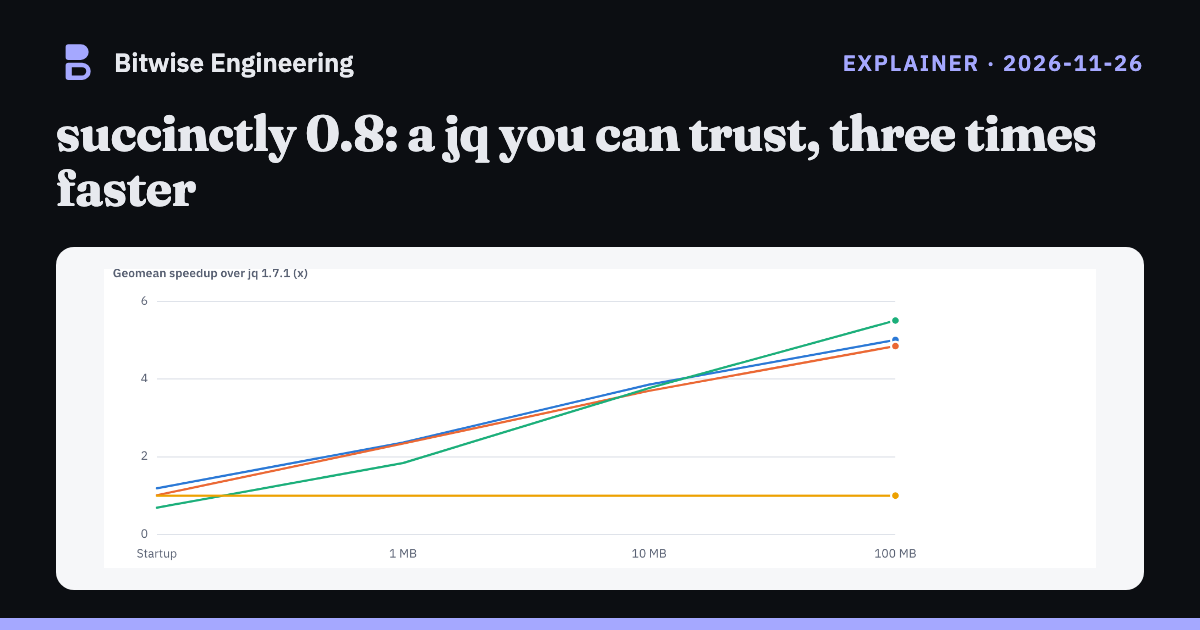 Bitwise Engineering
EXPLAINER · 2026-11-26
succinctly 0.8: a jq you can trust, three times
faster
Geomean speedup over jq 1.7.1 (x)
6
4
2
0
Startup
1 MB
10 MB
100 MB